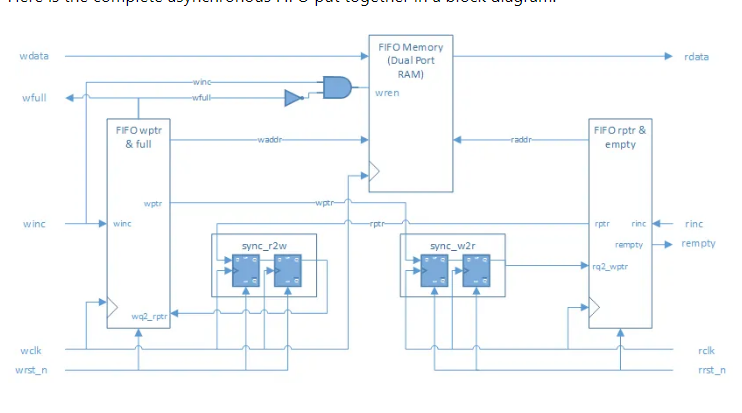 Here is the complete asynchronous FIFO put together in a block diagram.
wdata
FIFO Memory
(Dual Port
RAM)
rdata
winc
wfull
wfull
wren
FIFO wptr
& full
FIFO rptr &
empty
waddr
raddr
wptr
wptr
winc
winc
rptr
rptr
rinc
rinc
sync_r2w
sync_w2r
rempty
rempty
rq2_wptr
wq2_rptr
wclk
rclk
wrst_n
rrst_n